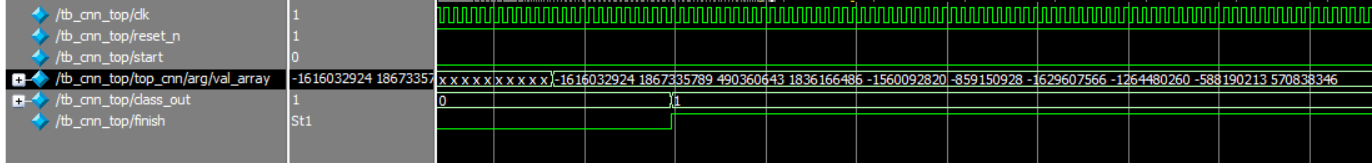 /tb_cnn_top/clk 1
/tb_cnn_top/reset_n 1
/tb_cnn_top/start 0
/tb_cnn_top/top_cnn/arg/val_array -1616032924 18673357 x x x x x x x x x x -1616032924 1867335789 490360643 1836166486 -1560092820 -859150928 -1629607566 -1264480260 -588190213 570838346
/tb_cnn_top/class_out 1 0 1
/tb_cnn_top/finish St1